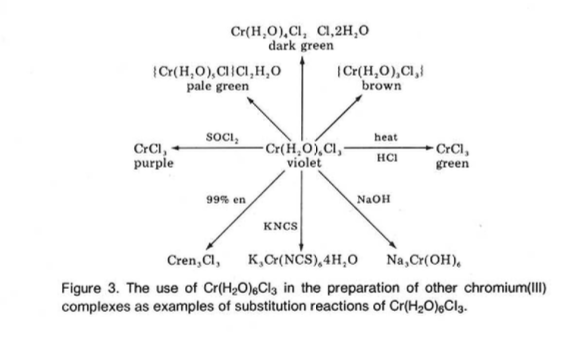 Cr(H₂O)₄Cl₂ Cl,2H₂O
dark green
[Cr(H₂O)₅Cl]Cl₂H₂O
pale green
[Cr(H₂O)₃Cl₃]
brown
SOCl₂
heat
CrCl₃
purple
Cr(H₂O)₆Cl₃
violet
HCl
CrCl₃
green
99% en
NaOH
KNCS
Cren₃Cl₃
K₃Cr(NCS)₆4H₂O
Na₃Cr(OH)₆
Figure 3. The use of Cr(H₂O)₆Cl₃ in the preparation of other chromium(III)
complexes as examples of substitution reactions of Cr(H₂O)₆Cl₃.